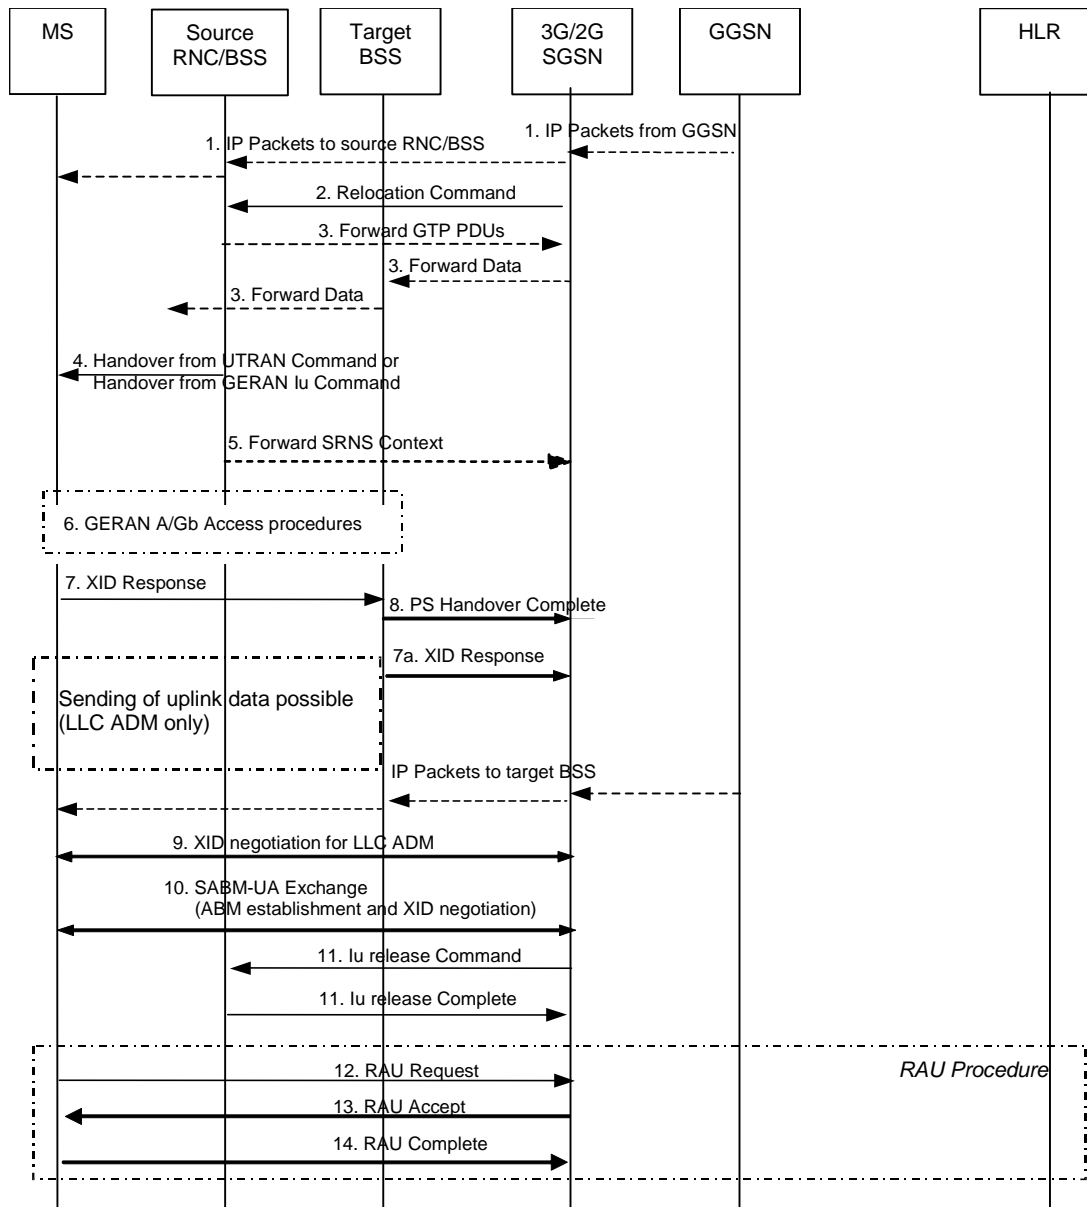 MS
Source
RNC/BSS
Target
BSS
3G/2G
SGSN
GGSN
HLR
1. IP Packets from GGSN
1. IP Packets to source RNC/BSS
2. Relocation Command
3. Forward GTP PDUs
3. Forward Data
3. Forward Data
4. Handover from UTRAN Command or
Handover from GERAN Iu Command
5. Forward SRNS Context
6. GERAN A/Gb Access procedures
7. XID Response
8. PS Handover Complete
7a. XID Response
Sending of uplink data possible
(LLC ADM only)
IP Packets to target BSS
9. XID negotiation for LLC ADM
10. SABM-UA Exchange
(ABM establishment and XID negotiation)
11. Iu release Command
11. Iu release Complete
RAU Procedure
12. RAU Request
13. RAU Accept
14. RAU Complete